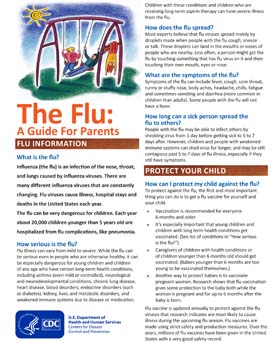 The Flu:
A Guide For Parents
FLU INFORMATION
What is the flu?
Influenza (the flu) is an infection of the nose, throat,
and lungs caused by influenza viruses. There are
many different influenza viruses that are constantly
changing. Flu viruses cause illness, hospital stays and
deaths in the United States each year.
The flu can be very dangerous for children. Each year
about 20,000 children younger than 5 years old are
hospitalized from flu complications, like pneumonia.
How serious is the flu?
Flu illness can vary from mild to severe. While the flu can
be serious even in people who are otherwise healthy, it can
be especially dangerous for young children and children
of any age who have certain long-term health conditions,
including asthma (even mild or controlled), neurological
and neurodevelopmental conditions, chronic lung disease,
heart disease, blood disorders, endocrine disorders (such
as diabetes), kidney, liver, and metabolic disorders, and
weakened immune systems due to disease or medication.
U.S. Department of
Health and Human Services
Centers for Disease
Control and Prevention
CDC
Children with these conditions and children who are
receiving long-term aspirin therapy can have severe illness
from the flu.
How does the flu spread?
Most experts believe that flu viruses spread mainly by
droplets made when people with the flu cough, sneeze
or talk. These droplets can land in the mouths or noses of
people who are nearby. Less often, a person might get the
flu by touching something that has flu virus on it and then
touching their own mouth, eyes or nose.
What are the symptoms of the flu?
Symptoms of the flu can include fever, cough, sore throat,
runny or stuffy nose, body aches, headache, chills, fatigue
and sometimes vomiting and diarrhea (more common in
children than adults). Some people with the flu will not
have a fever.
How long can a sick person spread the
flu to others?
People with the flu may be able to infect others by
shedding virus from 1 day before getting sick to 5 to 7
days after. However, children and people with weakened
immune systems can shed virus for longer, and may be still
contagious past 5 to 7 days of flu illness, especially if they
still have symptoms.
PROTECT YOUR CHILD
How can I protect my child against the flu?
To protect against the flu, the first and most important
thing you can do is to get a flu vaccine for yourself and
your child.
• Vaccination is recommended for everyone
6 months and older.
• It's especially important that young children and
children with long term health conditions get
vaccinated. (See list of conditions in "How serious
is the flu?")
• Caregivers of children with health conditions or
of children younger than 6 months old should get
vaccinated. (Babies younger than 6 months are too
young to be vaccinated themselves.)
• Another way to protect babies is to vaccinate
pregnant women. Research shows that flu vaccination
gives some protection to the baby both while the
woman is pregnant and for up to 6 months after the
baby is born.
Flu vaccine is updated annually to protect against the flu
viruses that research indicates are most likely to cause
illness during the upcoming flu season. Flu vaccines are
made using strict safety and production measures. Over the
years, millions of flu vaccines have been given in the United
States with a very good safety record.